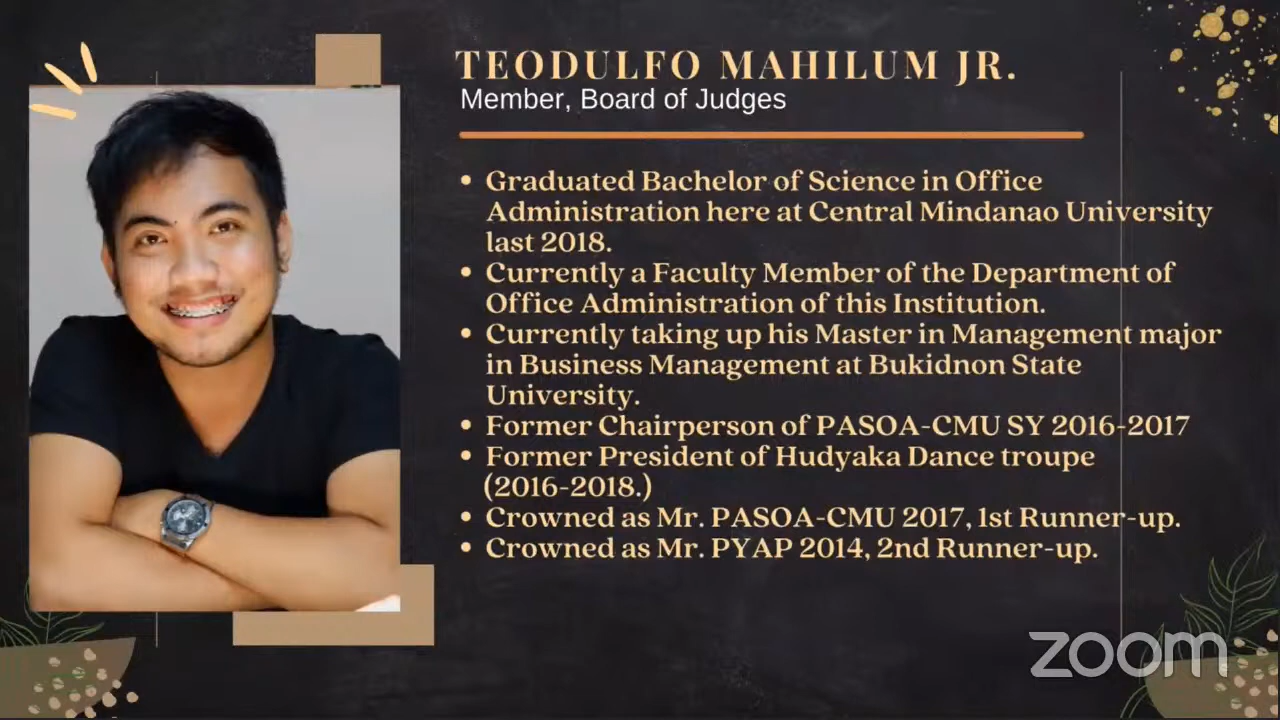 TEODULFO MAHILUM JR.
Member, Board of Judges
• Graduated Bachelor of Science in Office
Administration here at Central Mindanao University
last 2018.
• Currently a Faculty Member of the Department of
Office Administration of this Institution.
• Currently taking up his Master in Management major
in Business Management at Bukidnon State
University.
• Former Chairperson of PASOA-CMU SY 2016-2017
• Former President of Hudyaka Dance troupe
(2016-2018.)
• Crowned as Mr. PASOA-CMU 2017, 1st Runner-up.
• Crowned as Mr. PYAP 2014, 2nd Runner-up.
zoom